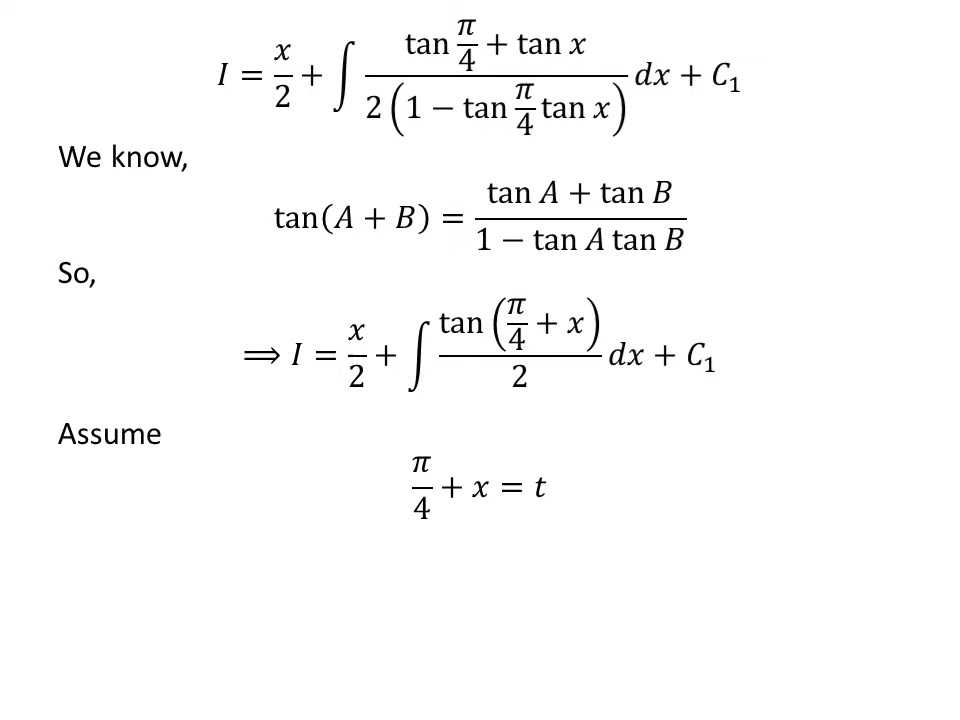 𝐼 = 𝑥/2 + ∫ (tan 𝜋/4 + tan 𝑥) / (2(1 − tan 𝜋/4 tan 𝑥)) 𝑑𝑥 + 𝐶₁
We know,
tan(𝐴 + 𝐵) = (tan 𝐴 + tan 𝐵) / (1 − tan 𝐴 tan 𝐵)
So,
⟹ 𝐼 = 𝑥/2 + ∫ tan (𝜋/4 + 𝑥) / 2 𝑑𝑥 + 𝐶₁
Assume
𝜋/4 + 𝑥 = 𝑡